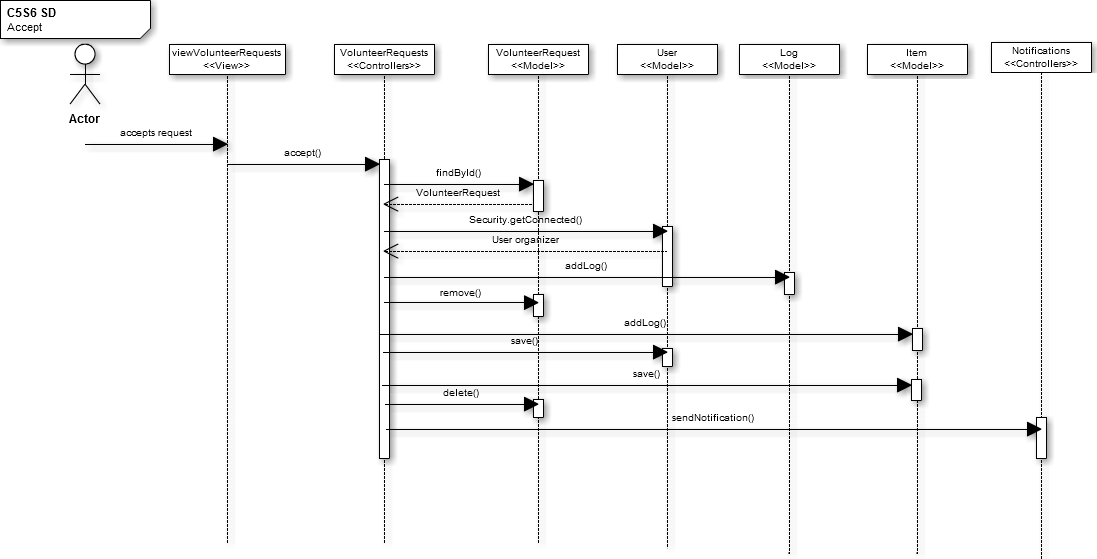 C5S6 SD
Accept
viewVolunteerRequests
<<View>>
VolunteerRequests
<<Controllers>>
VolunteerRequest
<<Model>>
User
<<Model>>
Log
<<Model>>
Item
<<Model>>
Notifications
<<Controllers>>
Actor
accepts request
accept()
findById()
VolunteerRequest
Security.getConnected()
User organizer
addLog()
remove()
addLog()
save()
save()
delete()
sendNotification()